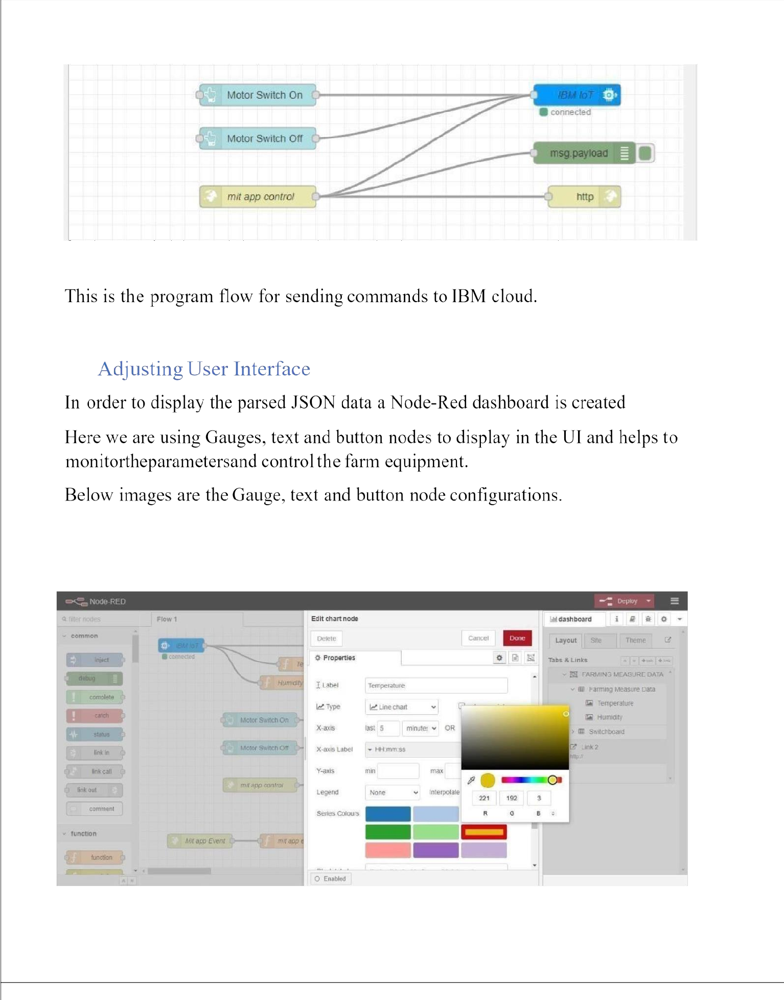 Motor Switch On
IBM IoT
connected
Motor Switch Off
msg.payload
mit app control
http
This is the program flow for sending commands to IBM cloud.
Adjusting User Interface
In order to display the parsed JSON data a Node-Red dashboard is created
Here we are using Gauges, text and button nodes to display in the UI and helps to
monitortheparametersand control the farm equipment.
Below images are the Gauge, text and button node configurations.
Node-RED
Deploy
filter nodes
common
inject
debug
complete
catch
status
link in
link call
link out
comment
function
function
Flow 1
IBM IoT
connected
Te
Humidity
Motor Switch On
Motor Switch Off
mit app control
Mit app Event
mit app e
Edit chart node
Delete
Cancel
Done
Properties
Label
Temperature
Type
Line chart
X-axis
last 5 minutes OR
X-axis Label
HH:mm:ss
Y-axis
min
max
Legend
None
Interpolate
Series Colours
221 192 3
R G B
Enabled
dashboard
Layout
Site
Theme
Tabs & Links
+ tab
+ link
FARMING MEASURE DATA
Farming Measure Data
Temperature
Humidity
Switchboard
Link 2
http://